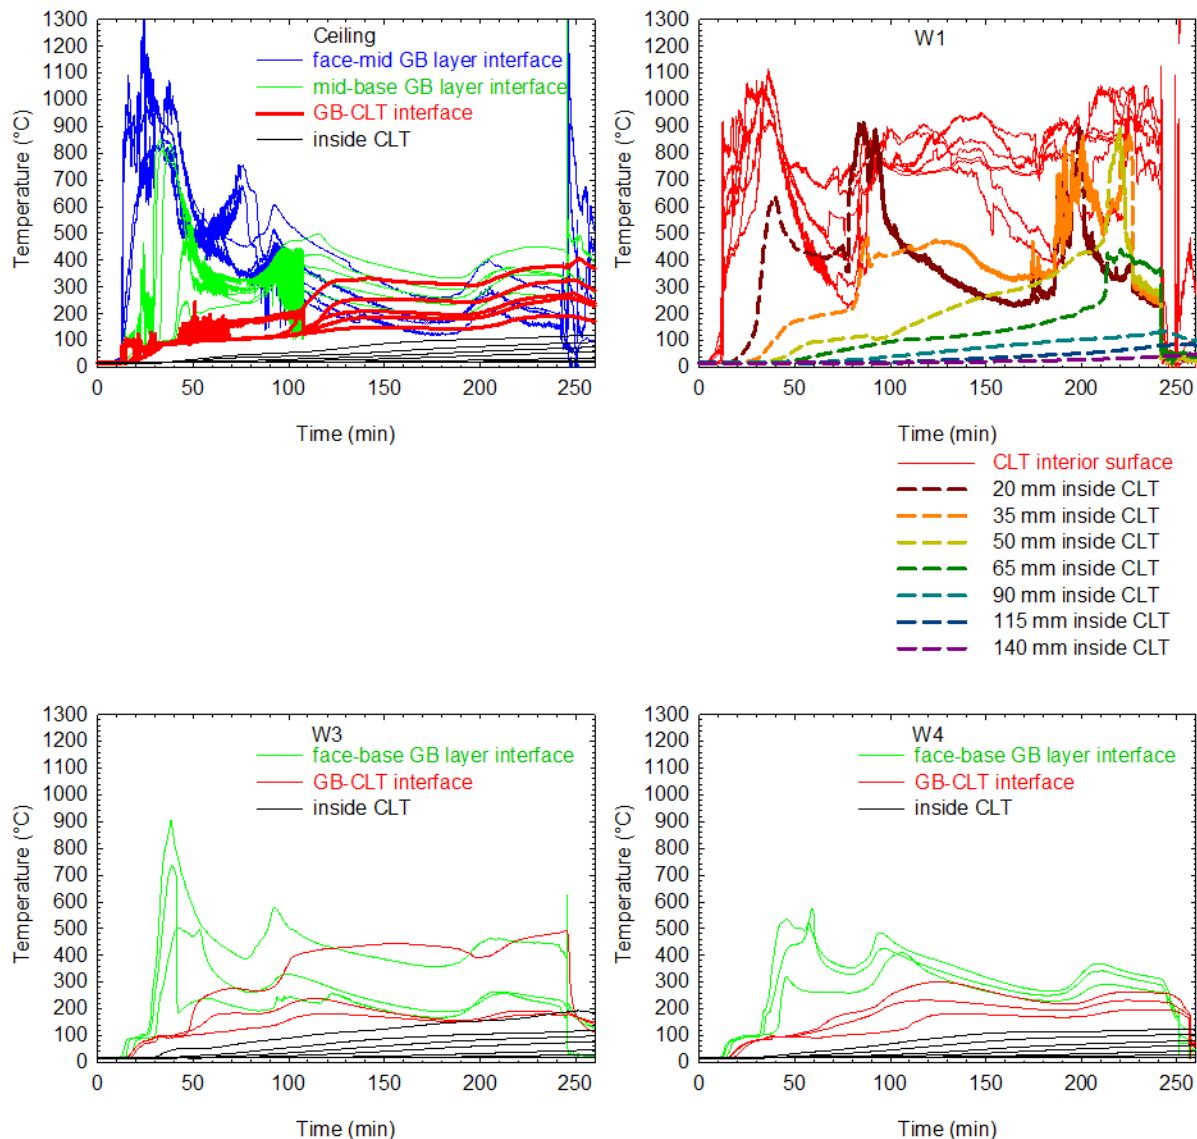 Ceiling
face-mid GB layer interface
mid-base GB layer interface
GB-CLT interface
inside CLT
Temperature (°C)
1300
1200
1100
1000
900
800
700
600
500
400
300
200
100
0
0 50 100 150 200 250
Time (min)
W1
Temperature (°C)
1300
1200
1100
1000
900
800
700
600
500
400
300
200
100
0
0 50 100 150 200 250
Time (min)
CLT interior surface
20 mm inside CLT
35 mm inside CLT
50 mm inside CLT
65 mm inside CLT
90 mm inside CLT
115 mm inside CLT
140 mm inside CLT
W3
face-base GB layer interface
GB-CLT interface
inside CLT
Temperature (°C)
1300
1200
1100
1000
900
800
700
600
500
400
300
200
100
0
0 50 100 150 200 250
Time (min)
W4
face-base GB layer interface
GB-CLT interface
inside CLT
Temperature (°C)
1300
1200
1100
1000
900
800
700
600
500
400
300
200
100
0
0 50 100 150 200 250
Time (min)